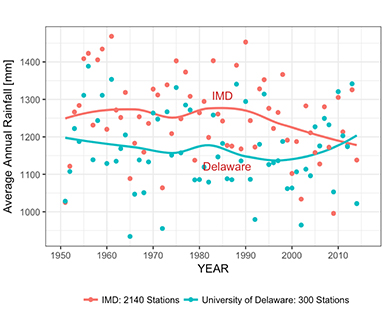 Average Annual Rainfall [mm]
1400
1300
1200
1100
1000
IMD
Delaware
1950 1960 1970 1980 1990 2000 2010
YEAR
IMD: 2140 Stations University of Delaware: 300 Stations